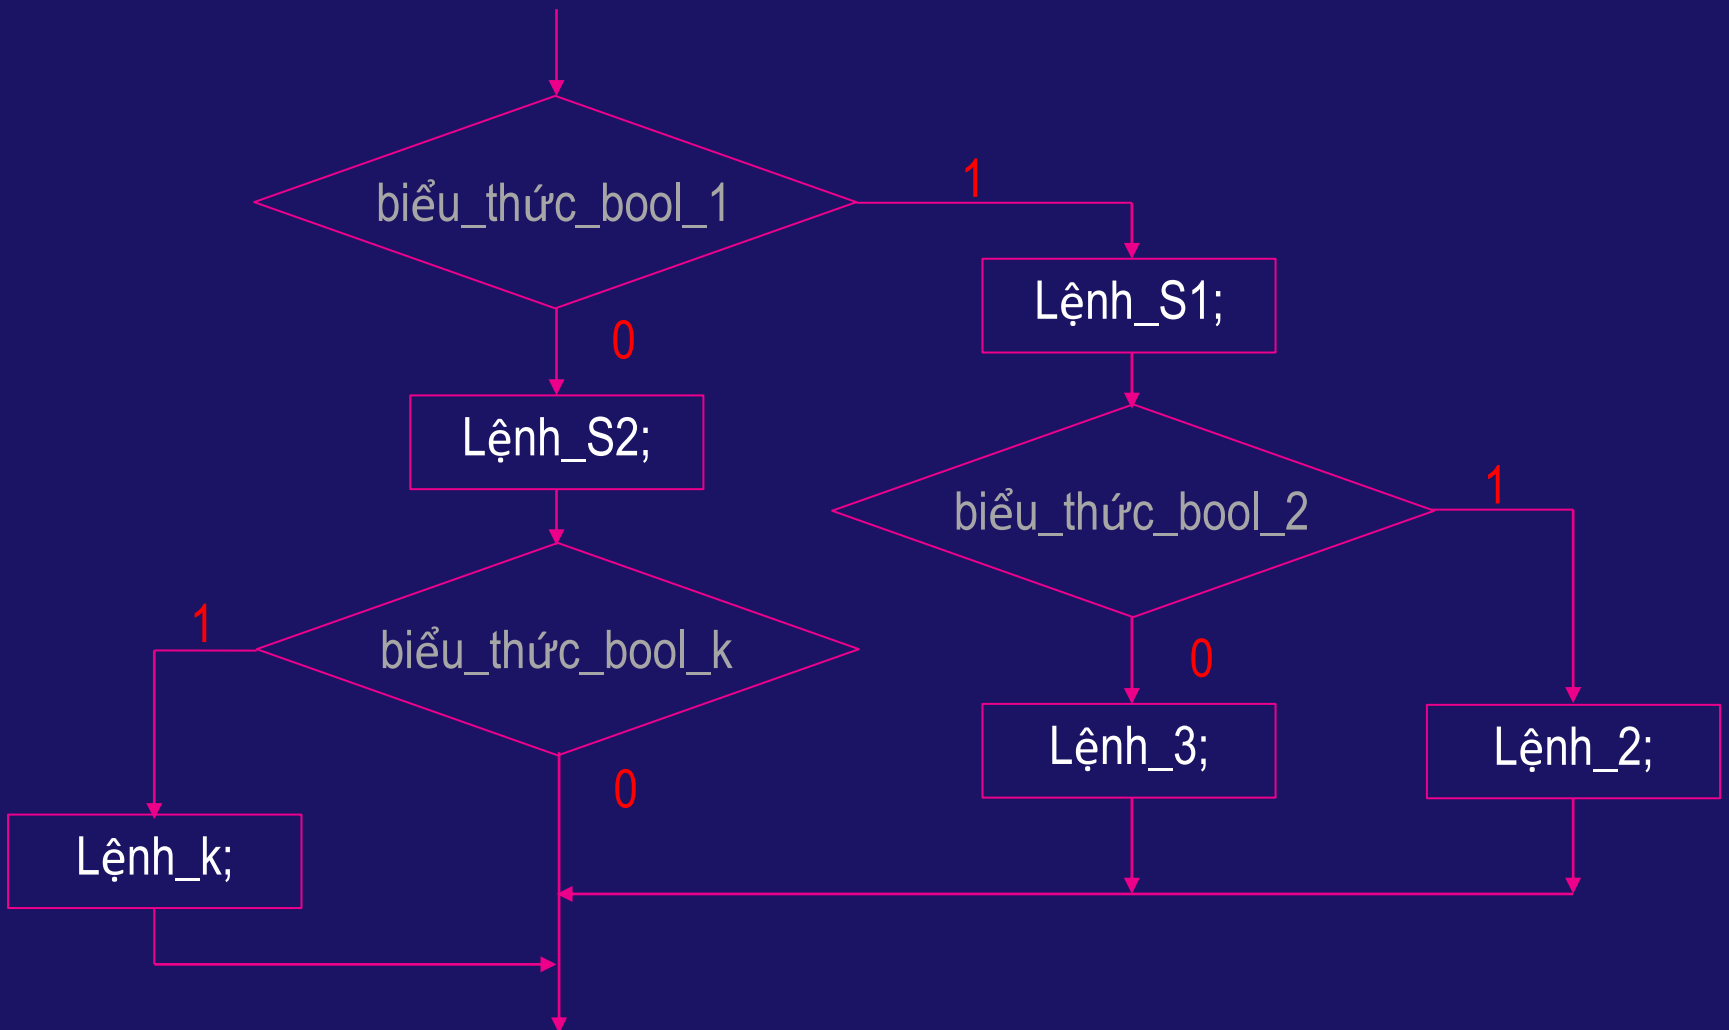 biểu_thức_bool_1
1
Lệnh_S1;
0
Lệnh_S2;
biểu_thức_bool_2
1
1
biểu_thức_bool_k
0
Lệnh_3;
Lệnh_2;
0
Lệnh_k;